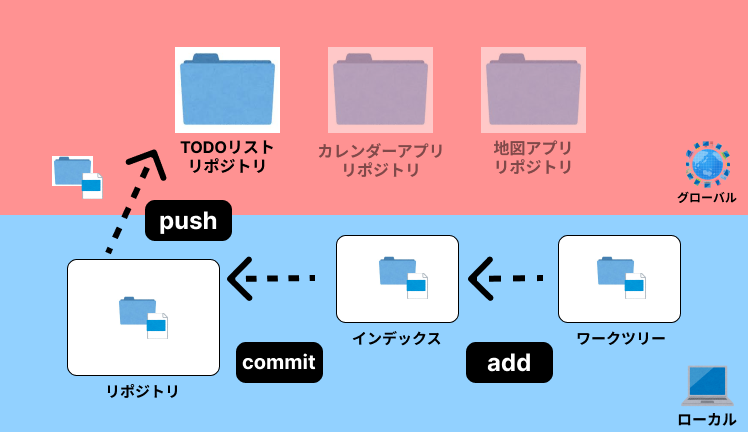 TODOリスト
リポジトリ
カレンダーアプリ
リポジトリ
地図アプリ
リポジトリ
グローバル
push
commit
add
リポジトリ
インデックス
ワークツリー
ローカル